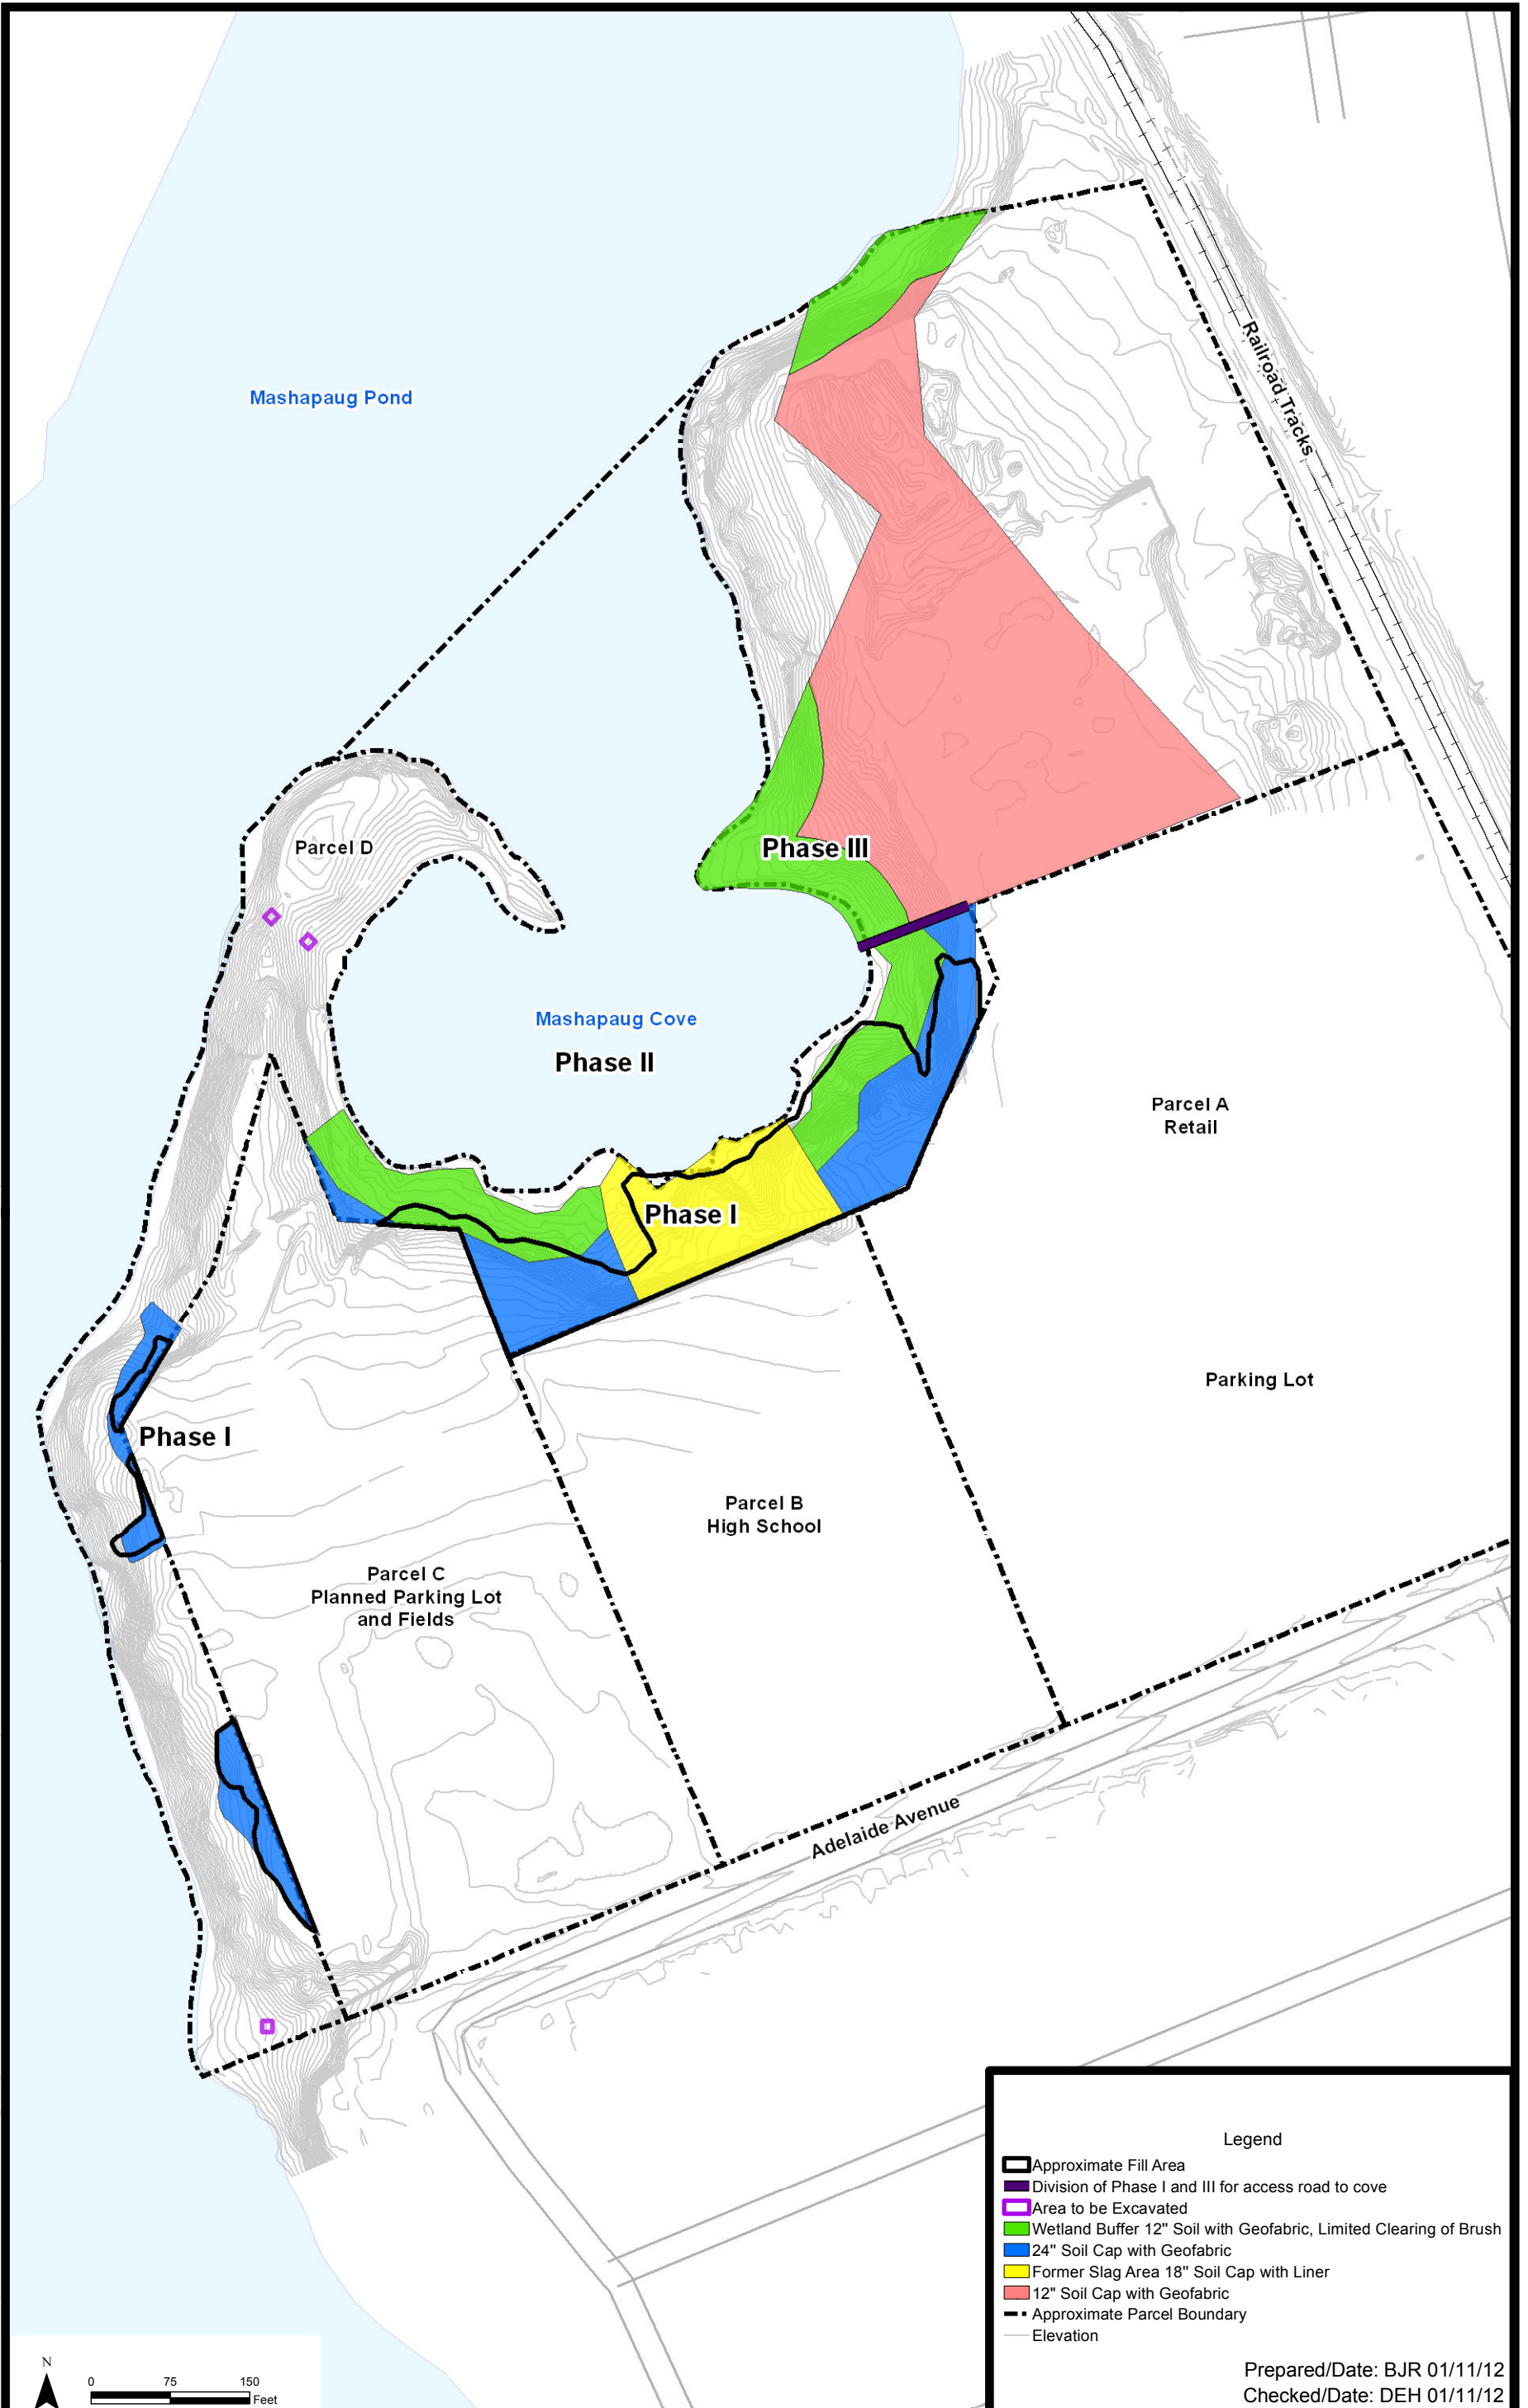 Mashapaug Pond
Railroad Tracks
Parcel D
Phase III
Mashapaug Cove
Phase II
Parcel A
Retail
Phase I
Parking Lot
Phase I
Parcel B
High School
Parcel C
Planned Parking Lot
and Fields
Adelaide Avenue
Legend
Approximate Fill Area
Division of Phase I and III for access road to cove
Area to be Excavated
Wetland Buffer 12" Soil with Geofabric, Limited Clearing of Brush
24" Soil Cap with Geofabric
Former Slag Area 18" Soil Cap with Liner
12" Soil Cap with Geofabric
Approximate Parcel Boundary
Elevation
Prepared/Date: BJR 01/11/12
Checked/Date: DEH 01/11/12
N
0 75 150
Feet